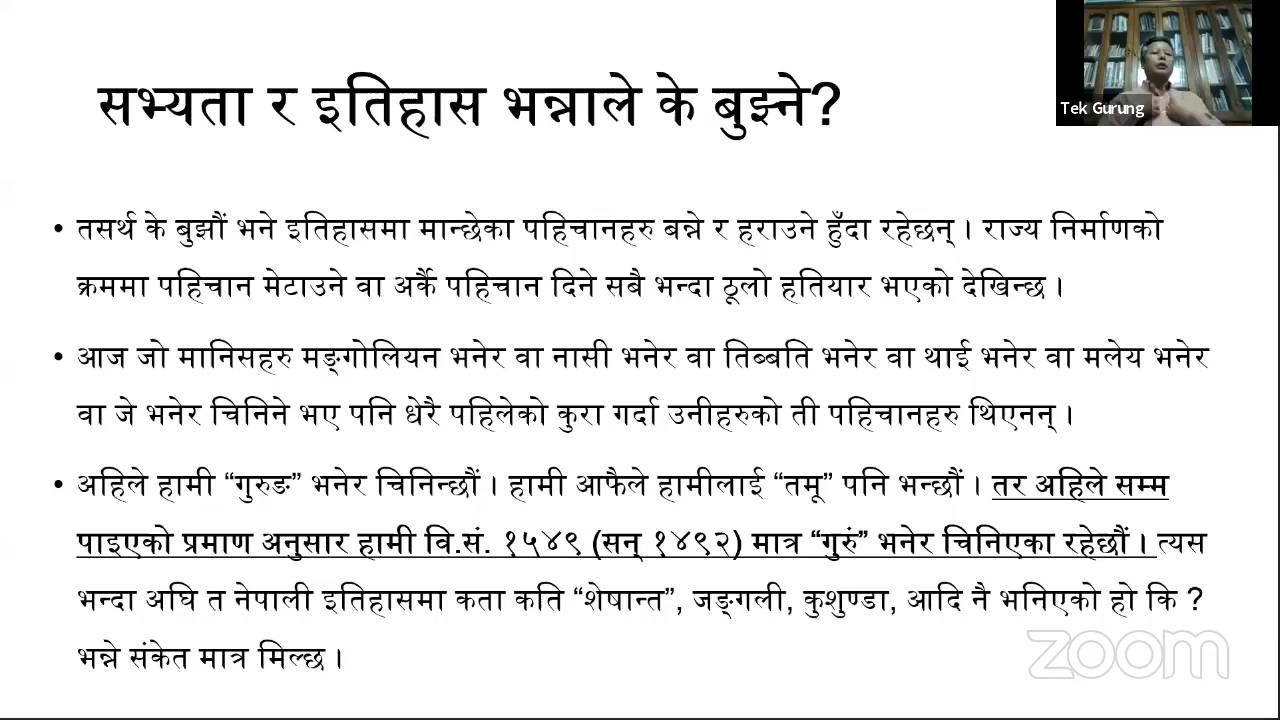 सभ्यता र इतिहास भन्नाले के बुझ्ने?
Tek Gurung
• तसर्थ के बुझौं भने इतिहासमा मान्छेका पहिचानहरु बन्ने र हराउने हुँदा रहेछन् । राज्य निर्माणको
क्रममा पहिचान मेटाउने वा अर्कै पहिचान दिने सबै भन्दा ठूलो हतियार भएको देखिन्छ ।
• आज जो मानिसहरु मङ्गोलियन भनेर वा नासी भनेर वा तिब्बति भनेर वा थाई भनेर वा मलेय भनेर
वा जे भनेर चिनिने भए पनि धेरै पहिलेको कुरा गर्दा उनीहरुको ती पहिचानहरु थिएनन् ।
• अहिले हामी “गुरुङ” भनेर चिनिन्छौं । हामी आफैले हामीलाई “तमू” पनि भन्छौं । तर अहिले सम्म
पाइएको प्रमाण अनुसार हामी वि.सं. १५४९ (सन् १४९२) मात्र “गुरुं” भनेर चिनिएका रहेछौं । त्यस
भन्दा अघि त नेपाली इतिहासमा कता कति “शेषान्त”, जङ्गली, कुशुण्डा, आदि नै भनिएको हो कि ?
भन्ने संकेत मात्र मिल्छ ।
zoom